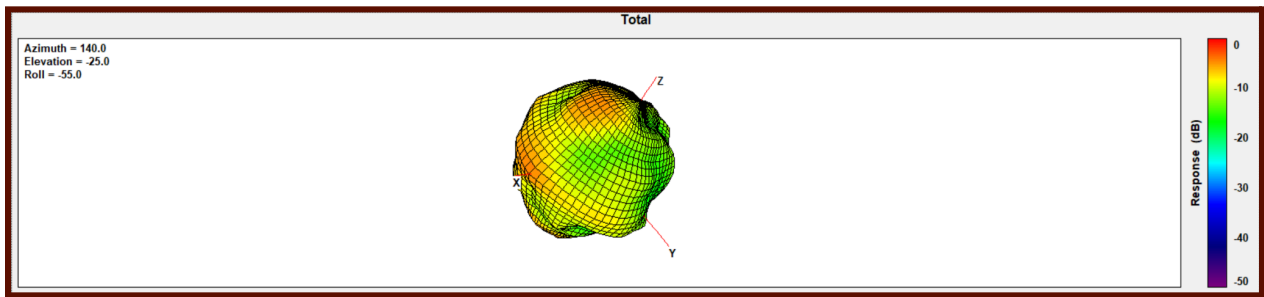 Total
Azimuth = 140.0
Elevation = -25.0
Roll = -55.0
Z
X
Y
0
-10
-20
-30
-40
-50
Response (dB)